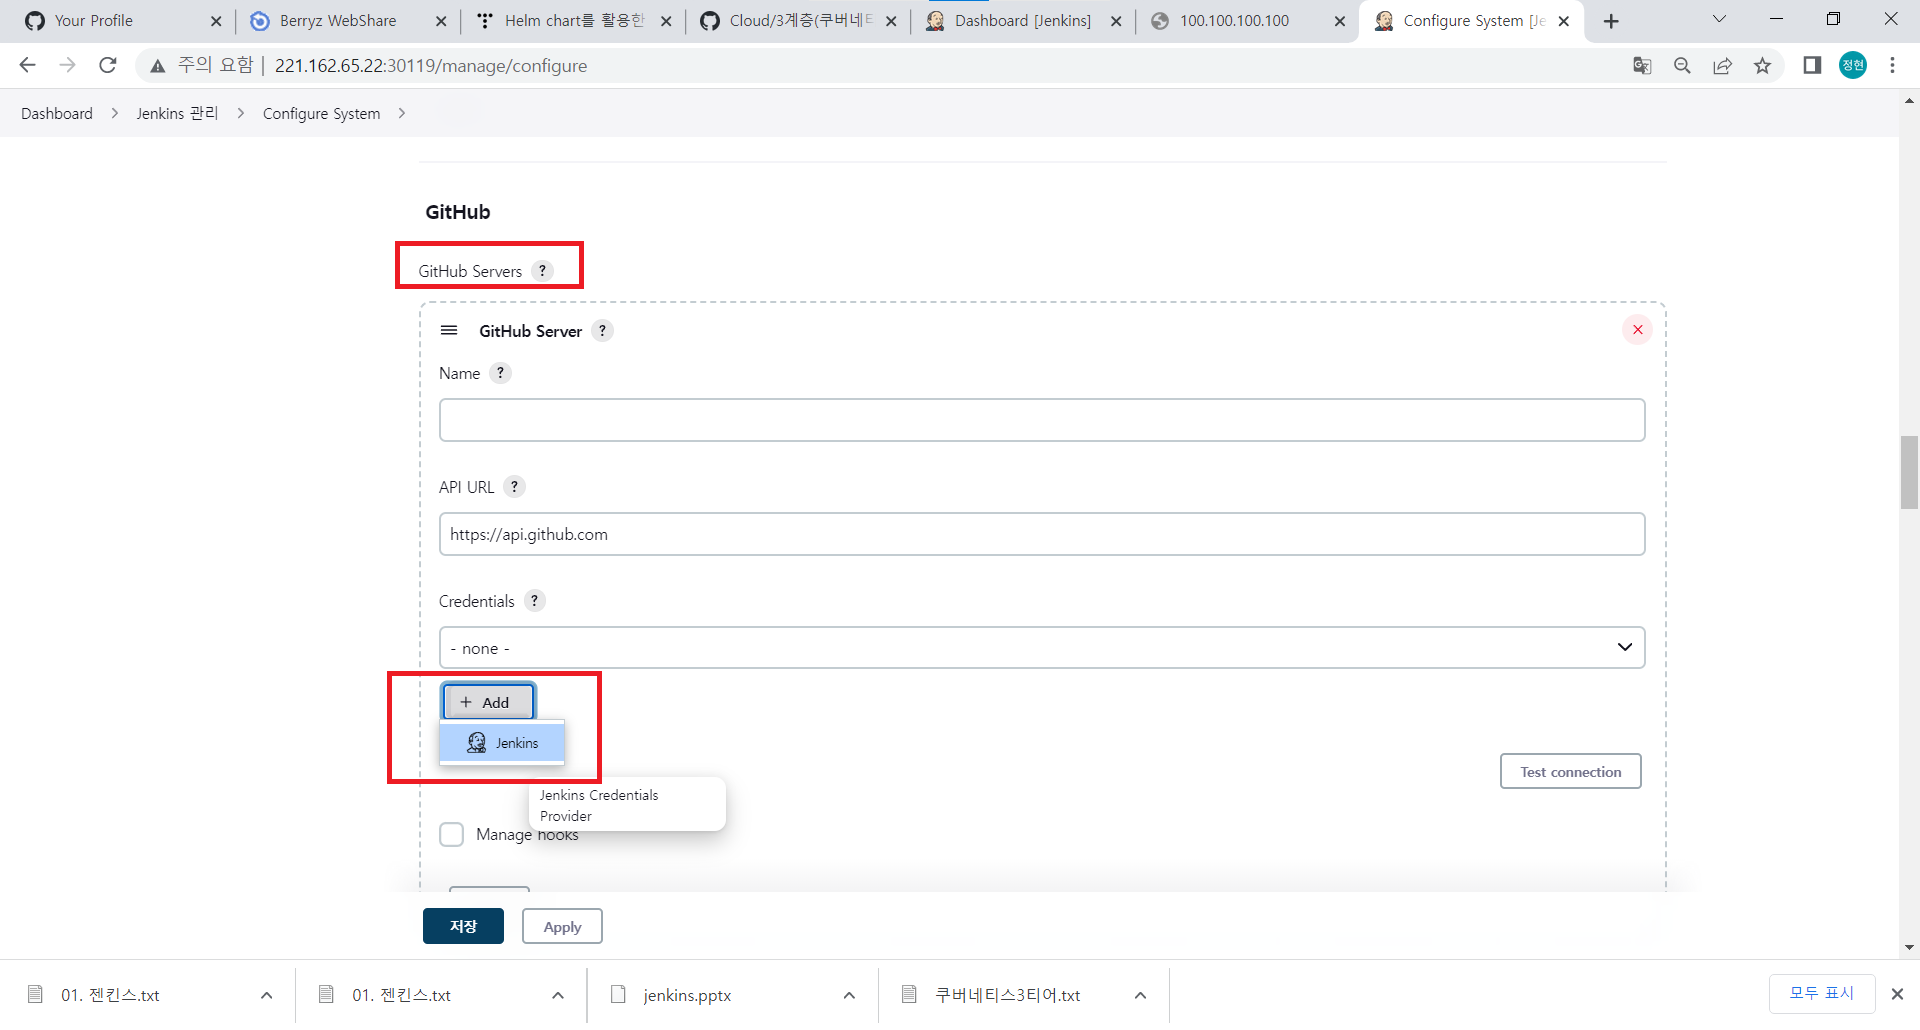 Your Profile
Berryz WebShare
Helm chart를 활용한
Cloud/3계층(쿠버네티
Dashboard [Jenkins]
100.100.100.100
Configure System [Je
주의 요함
221.162.65.22:30119/manage/configure
정현
Dashboard
Jenkins 관리
Configure System
GitHub
GitHub Servers ?
GitHub Server ?
Name ?
API URL ?
https://api.github.com
Credentials ?
- none -
+ Add
Jenkins
Test connection
Jenkins Credentials
Provider
Manage hooks
저장
Apply
01. 젠킨스.txt
01. 젠킨스.txt
jenkins.pptx
쿠버네티스3티어.txt
모두 표시